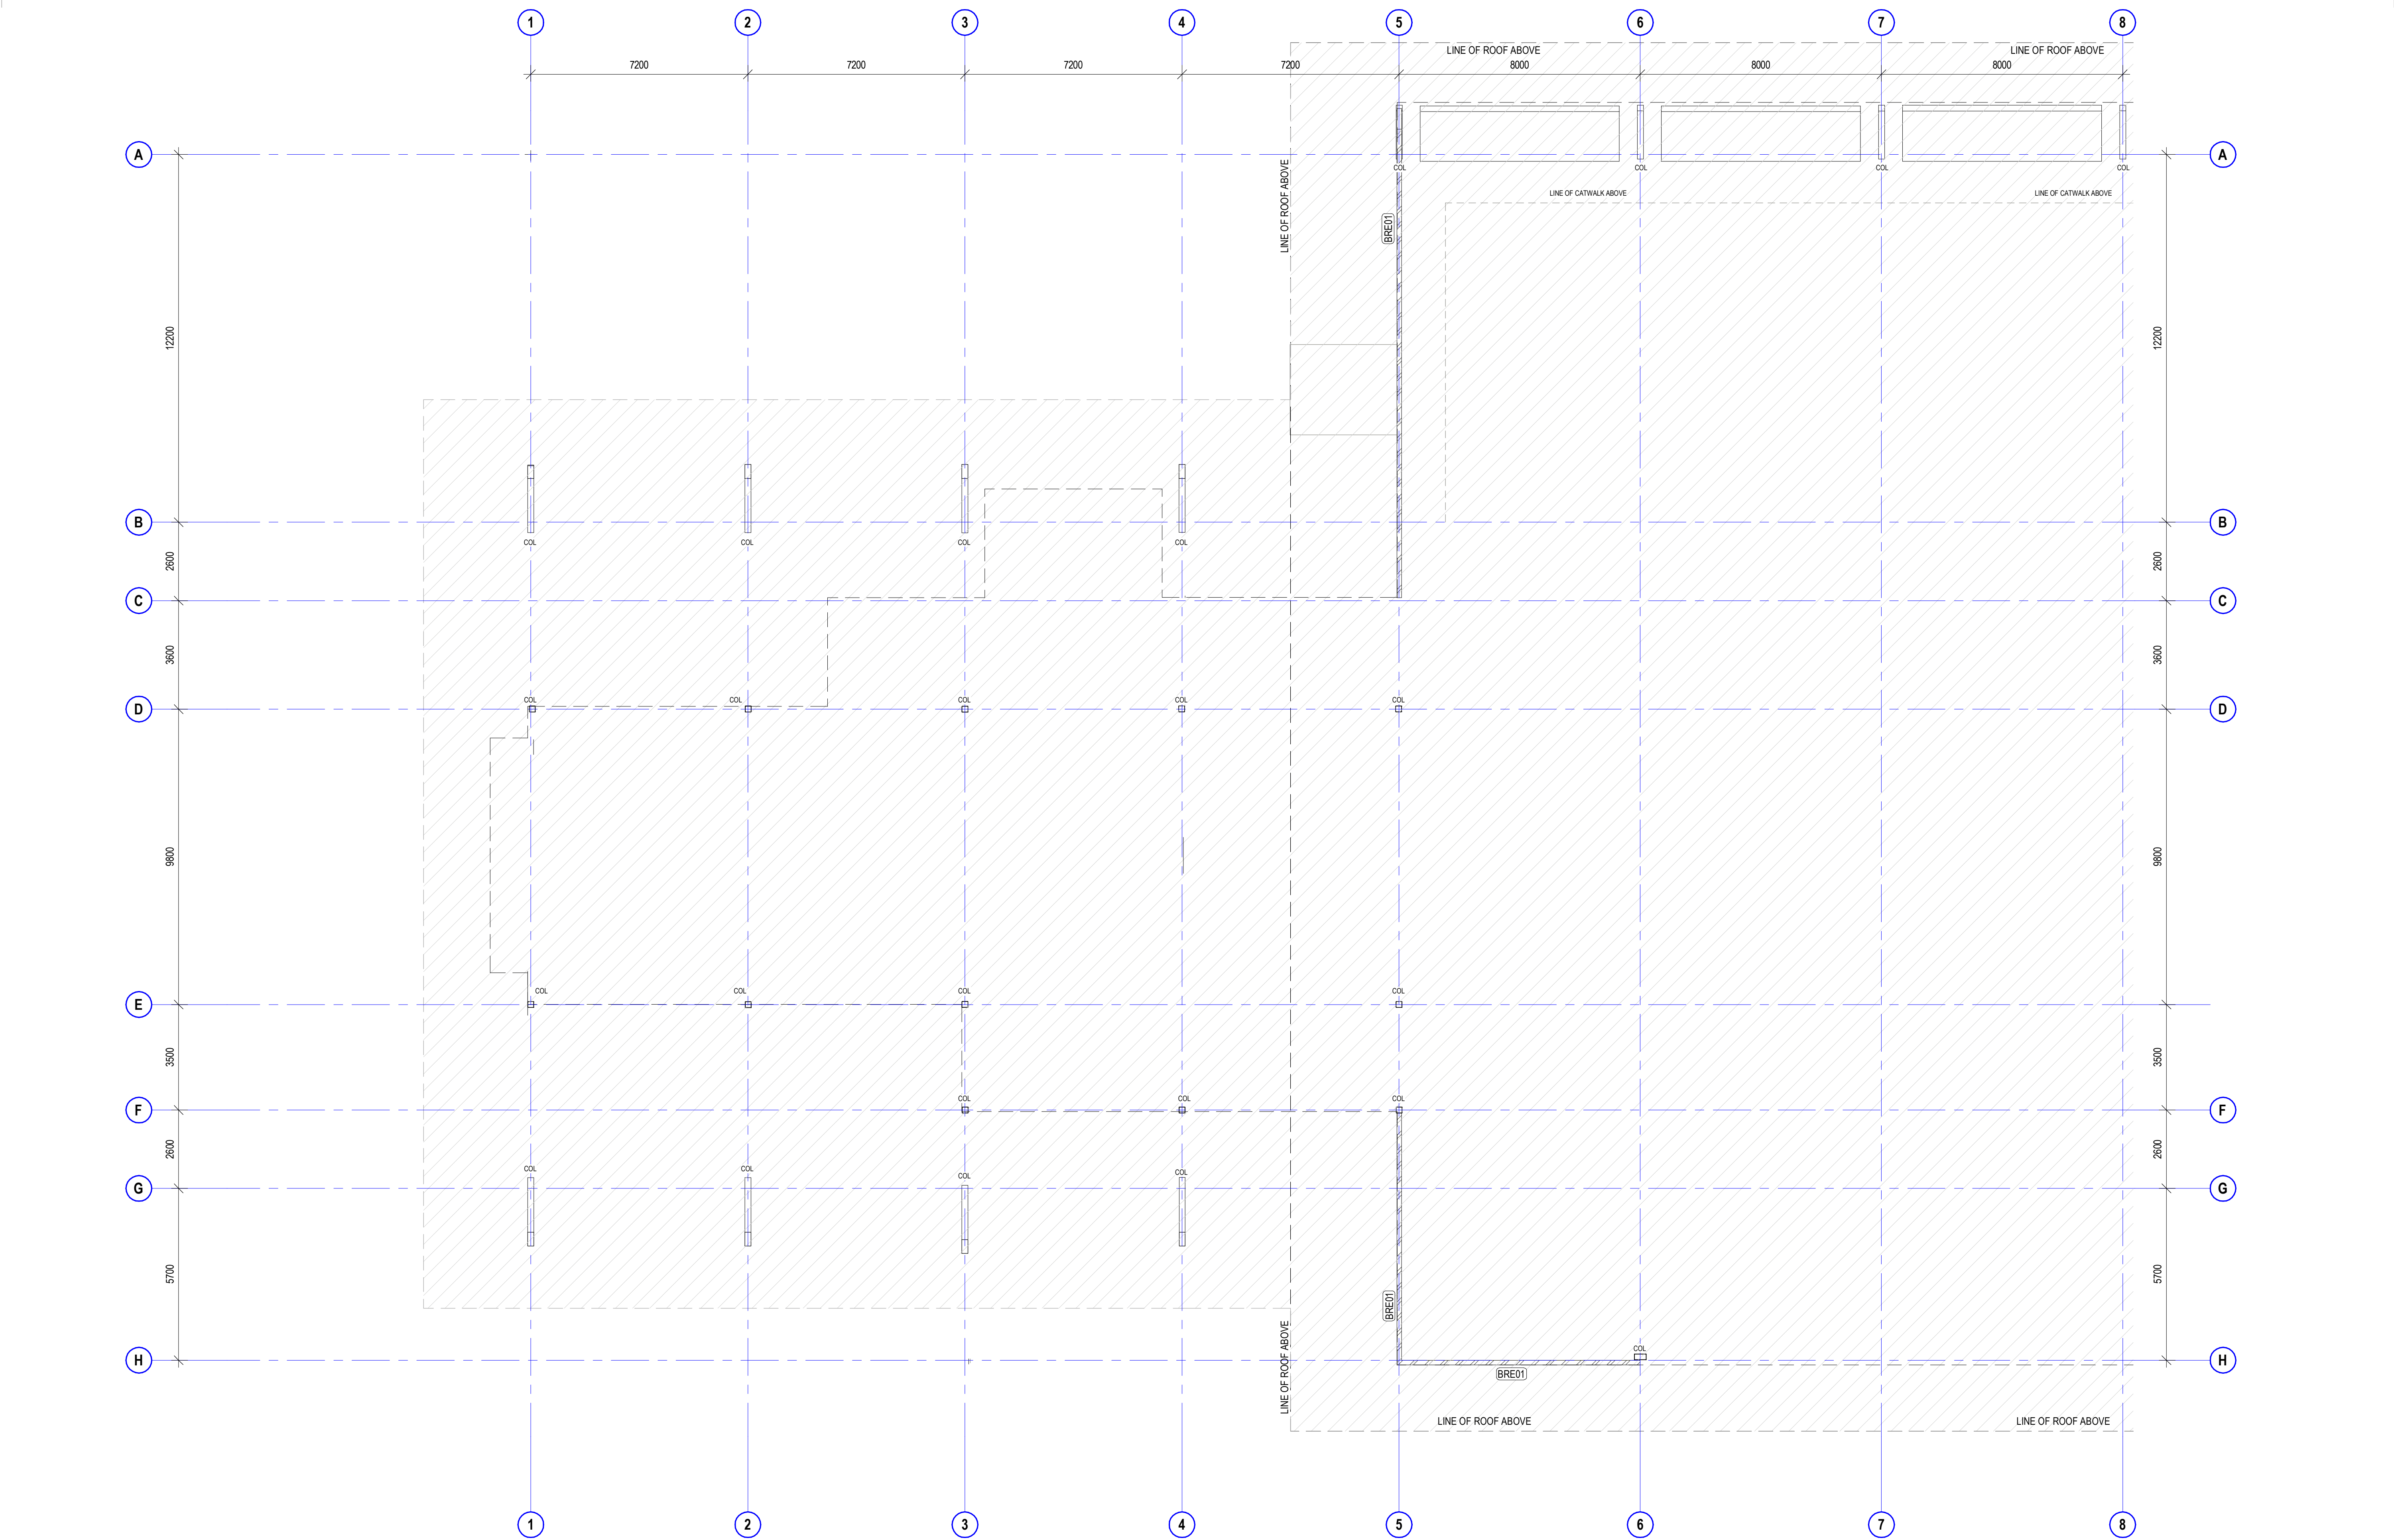 1 2 3 4 5 6 7 8
LINE OF ROOF ABOVE LINE OF ROOF ABOVE
7200 7200 7200 7200 8000 8000 8000
A A
COL COL COL COL
LINE OF CATWALK ABOVE LINE OF CATWALK ABOVE
LINE OF ROOF ABOVE
BRE01
12200 12200
B B
COL COL COL COL
2600 2600
C C
3600 3600
COL COL COL COL COL
D D
9800 9800
COL COL COL COL
E
3500 3500
COL COL COL
F F
2600 2600
COL COL COL COL
G G
5700 5700
BRE01
COL
H H
BRE01
LINE OF ROOF ABOVE
LINE OF ROOF ABOVE LINE OF ROOF ABOVE
1 2 3 4 5 6 7 8